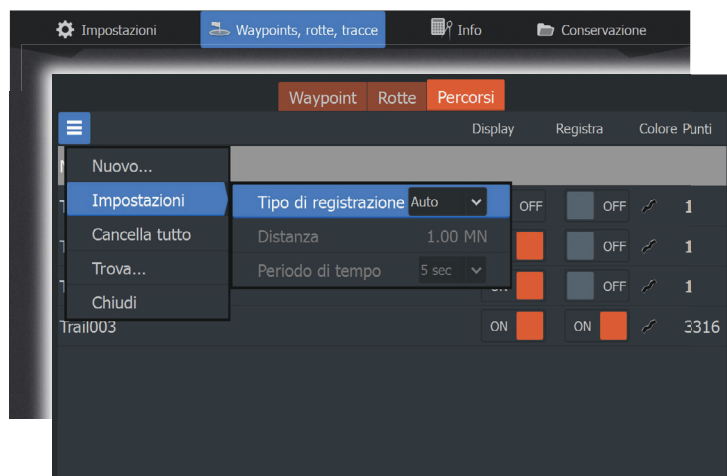 Impostazioni Waypoints, rotte, tracce Info Conservazione
Waypoint Rotte Percorsi
Display Registra Colore Punti
Nuovo...
Impostazioni
Tipo di registrazione Auto
OFF OFF 1
Cancella tutto
Distanza 1.00 MN
OFF 1
Trova...
Periodo di tempo 5 sec
OFF 1
Chiudi
Trail003 ON ON 3316